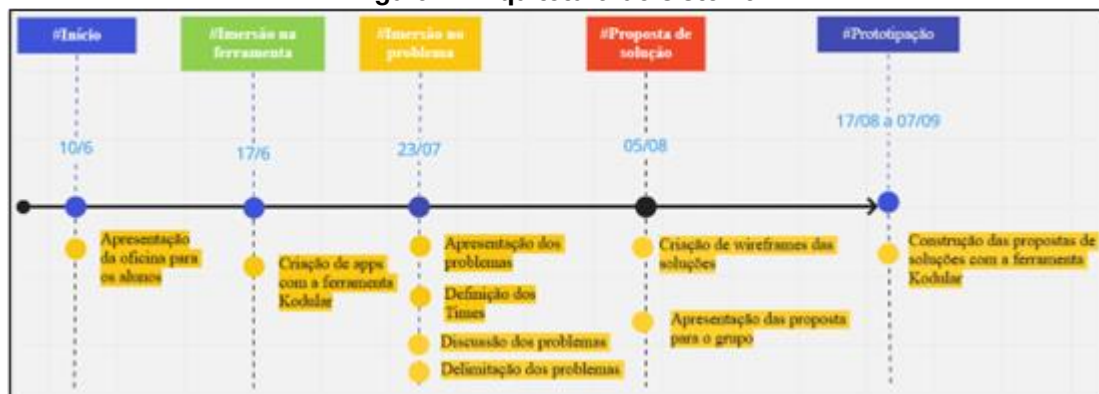 #Início
#Imersão na
ferramenta
#Imersão no
problema
#Proposta de
solução
#Prototipação
10/6
17/6
23/07
05/08
17/08 a 07/09
Apresentação
da oficina para
os alunos
Criação de apps
com a ferramenta
Kodular
Apresentação dos
problemas
Definição dos
Times
Discussão dos problemas
Delimitação dos problemas
Criação de wireframes das
soluções
Apresentação das proposta
para o grupo
Construção das propostas de
soluções com a ferramenta
Kodular